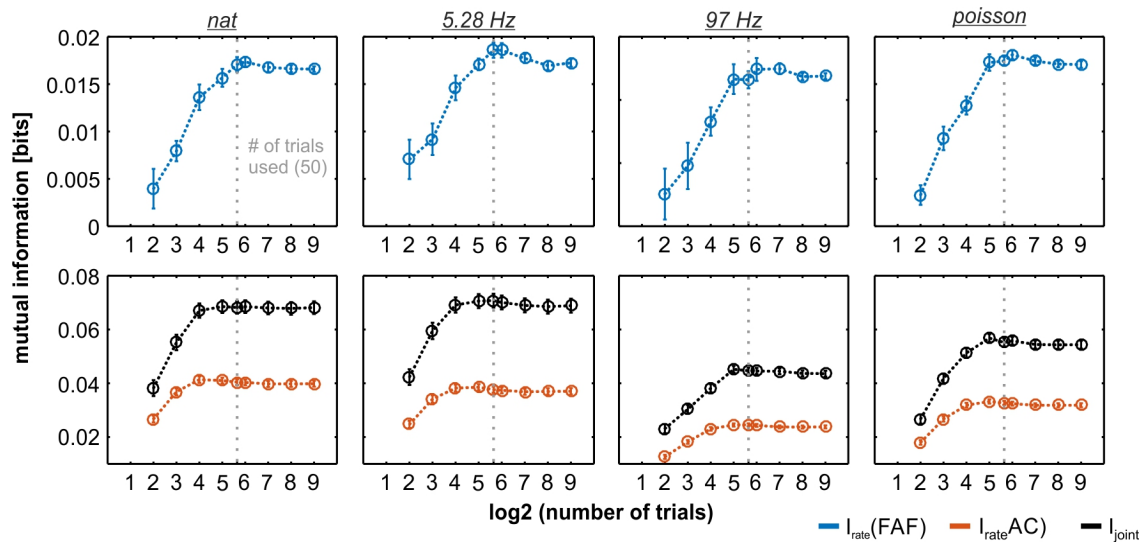 nat 5.28 Hz 97 Hz poisson
mutual information [bits]
0.02
0.015
0.01
0.005
0
# of trials
used (50)
1 2 3 4 5 6 7 8 9 1 2 3 4 5 6 7 8 9 1 2 3 4 5 6 7 8 9 1 2 3 4 5 6 7 8 9
0.08
0.06
0.04
0.02
1 2 3 4 5 6 7 8 9 1 2 3 4 5 6 7 8 9 1 2 3 4 5 6 7 8 9 1 2 3 4 5 6 7 8 9
log2 (number of trials)
Irate(FAF) IrateAC) Ijoint